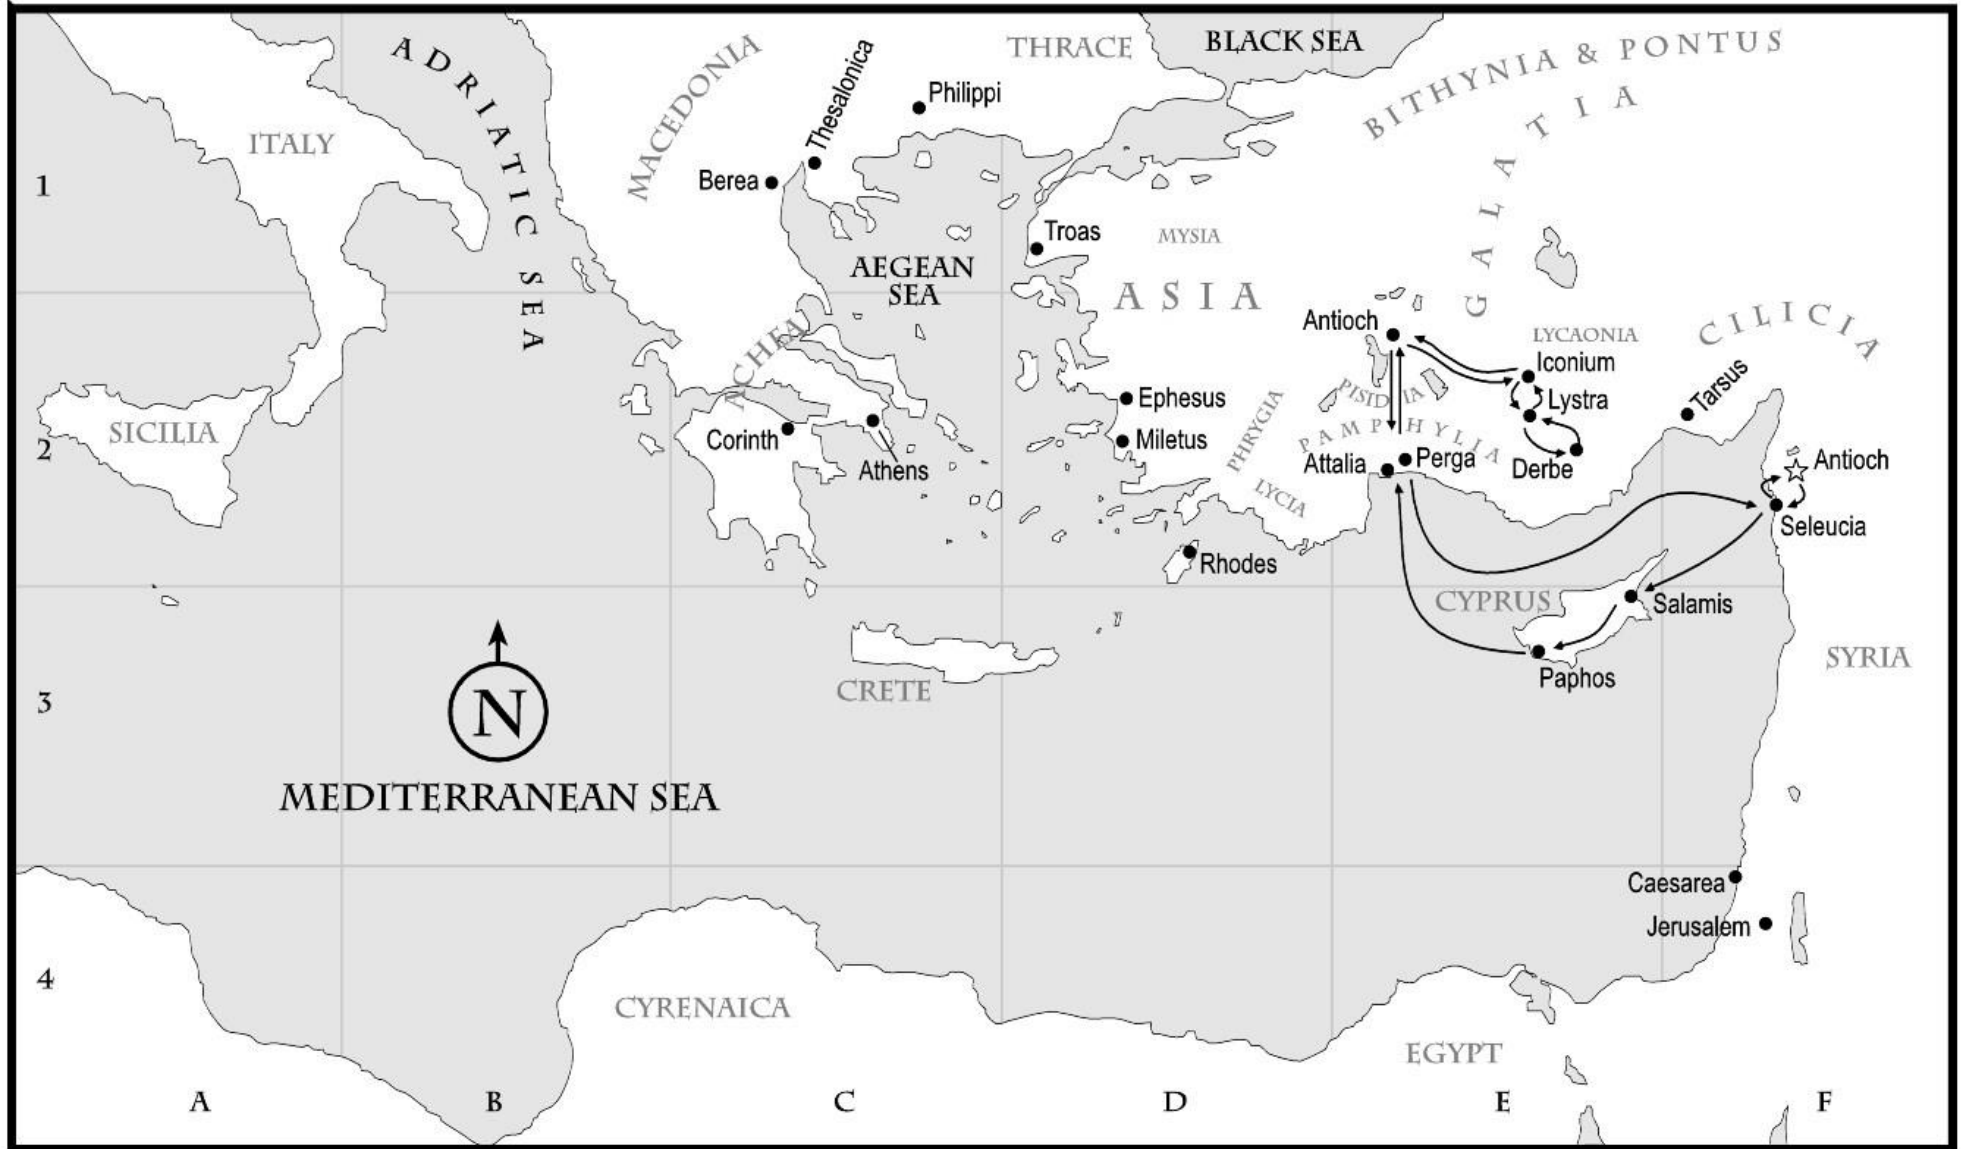 ADRIATIC SEA
MACEDONIA
Thesalonica
THRACE
BLACK SEA
BITHYNIA & PONTUS
GALATIA
Philippi
ITALY
1
Berea
Troas
MYSIA
AEGEAN
SEA
ASIA
Antioch
LYCAONIA
CILICIA
Iconium
ACHEA
PISIDIA
Lystra
Tarsus
Ephesus
PHRYGIA
SICILIA
2
Corinth
Miletus
PAMPHYLIA
Athens
Attalia
Perga
Derbe
Antioch
LYCIA
Seleucia
Rhodes
CYPRUS
Salamis
SYRIA
Paphos
CRETE
3
N
MEDITERRANEAN SEA
Caesarea
Jerusalem
4
CYRENAICA
EGYPT
A
B
C
D
E
F